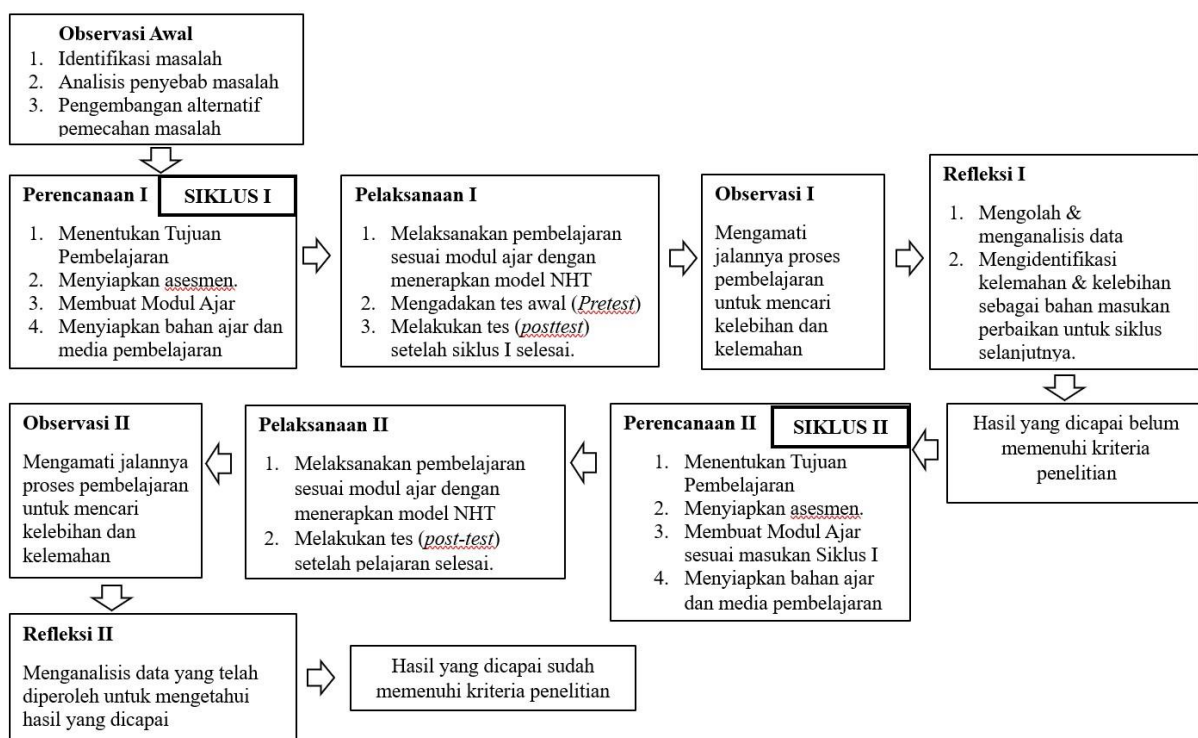 Observasi Awal
1. Identifikasi masalah
2. Analisis penyebab masalah
3. Pengembangan alternatif
pemecahan masalah
Perencanaan I
SIKLUS I
1. Menentukan Tujuan
Pembelajaran
2. Menyiapkan asesmen.
3. Membuat Modul Ajar
4. Menyiapkan bahan ajar dan
media pembelajaran
Pelaksanaan I
1. Melaksanakan pembelajaran
sesuai modul ajar dengan
menerapkan model NHT
2. Mengadakan tes awal (Pretest)
3. Melakukan tes (posttest)
setelah siklus I selesai.
Observasi I
Mengamati
jalannya proses
pembelajaran
untuk mencari
kelebihan dan
kelemahan
Refleksi I
1. Mengolah &
menganalisis data
2. Mengidentifikasi
kelemahan & kelebihan
sebagai bahan masukan
perbaikan untuk siklus
selanjutnya.
Hasil yang dicapai belum
memenuhi kriteria
penelitian
Perencanaan II
SIKLUS II
1. Menentukan Tujuan
Pembelajaran
2. Menyiapkan asesmen.
3. Membuat Modul Ajar
sesuai masukan Siklus I
4. Menyiapkan bahan ajar
dan media pembelajaran
Pelaksanaan II
1. Melaksanakan pembelajaran
sesuai modul ajar dengan
menerapkan model NHT
2. Melakukan tes (post-test)
setelah pelajaran selesai.
Observasi II
Mengamati jalannya
proses pembelajaran
untuk mencari
kelebihan dan
kelemahan
Refleksi II
Menganalisis data yang telah
diperoleh untuk mengetahui
hasil yang dicapai
Hasil yang dicapai sudah
memenuhi kriteria penelitian